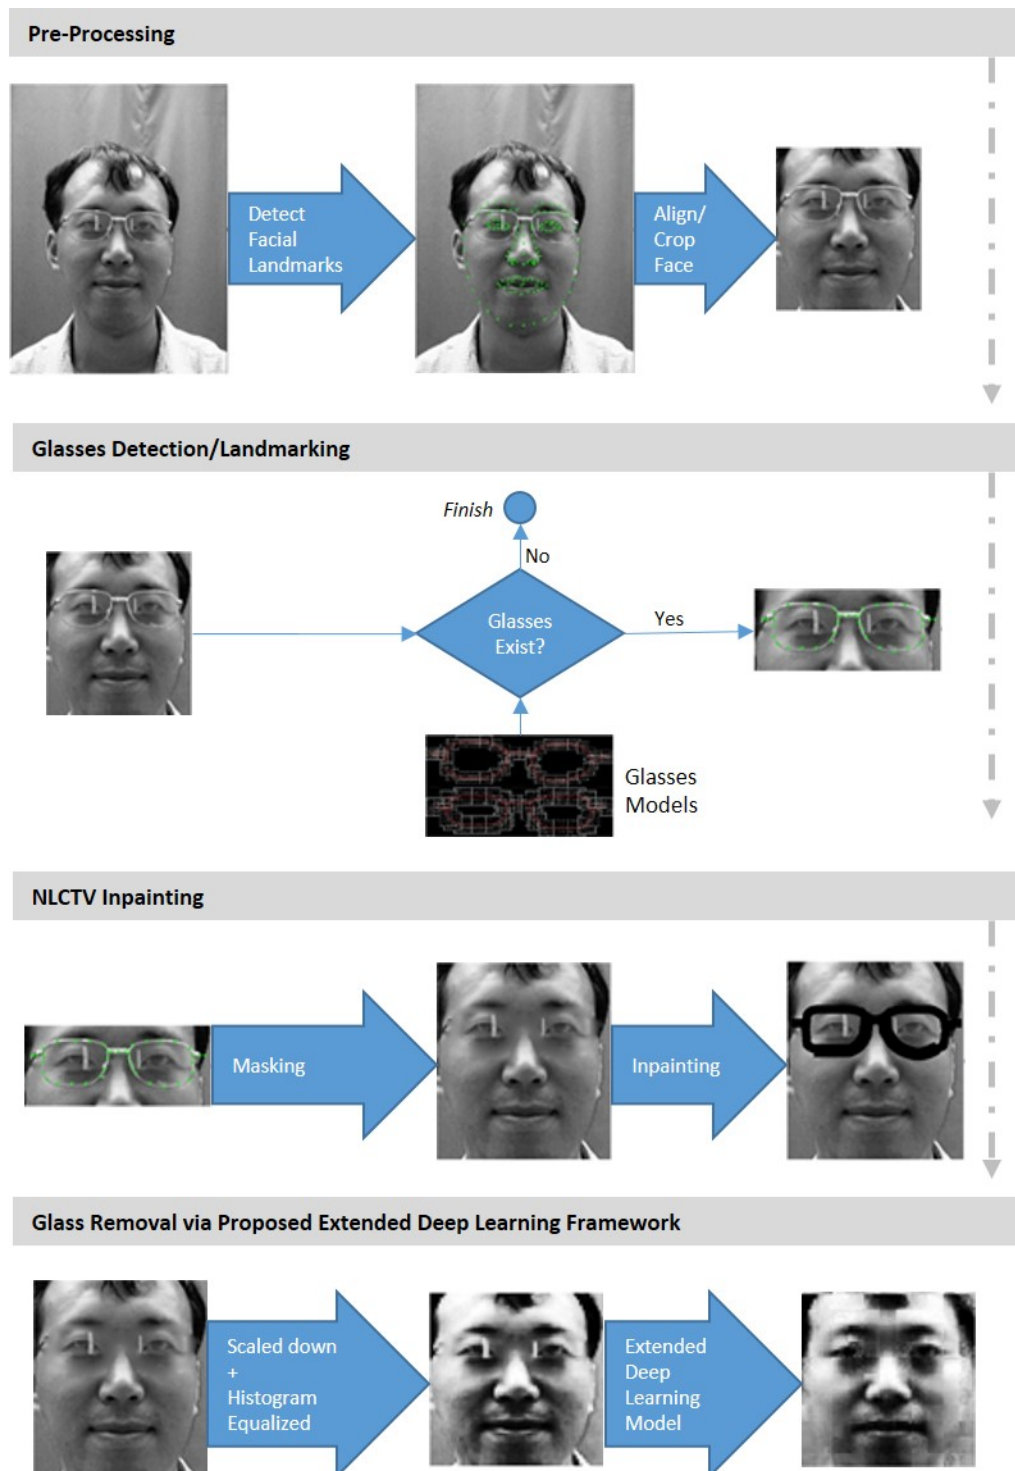 Pre-Processing
Detect
Facial
Landmarks
Align/
Crop
Face
Glasses Detection/Landmarking
Finish
No
Glasses
Exist?
Yes
Glasses
Models
NLCTV Inpainting
Masking
Inpainting
Glass Removal via Proposed Extended Deep Learning Framework
Scaled down
+
Histogram
Equalized
Extended
Deep
Learning
Model